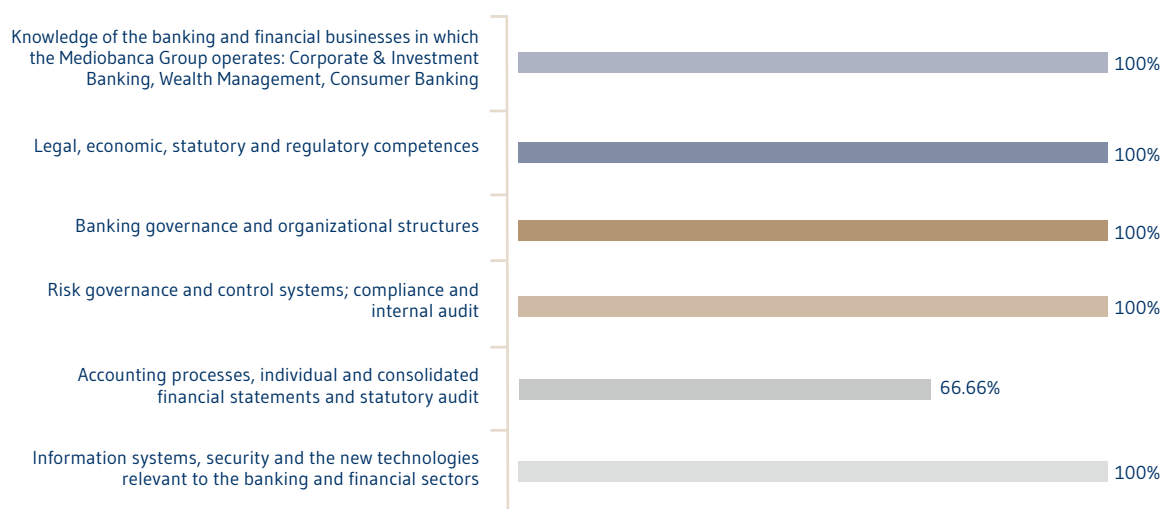 Knowledge of the banking and financial businesses in which
the Mediobanca Group operates: Corporate & Investment
Banking, Wealth Management, Consumer Banking
100%
Legal, economic, statutory and regulatory competences
100%
Banking governance and organizational structures
100%
Risk governance and control systems; compliance and
internal audit
100%
Accounting processes, individual and consolidated
financial statements and statutory audit
66.66%
Information systems, security and the new technologies
relevant to the banking and financial sectors
100%